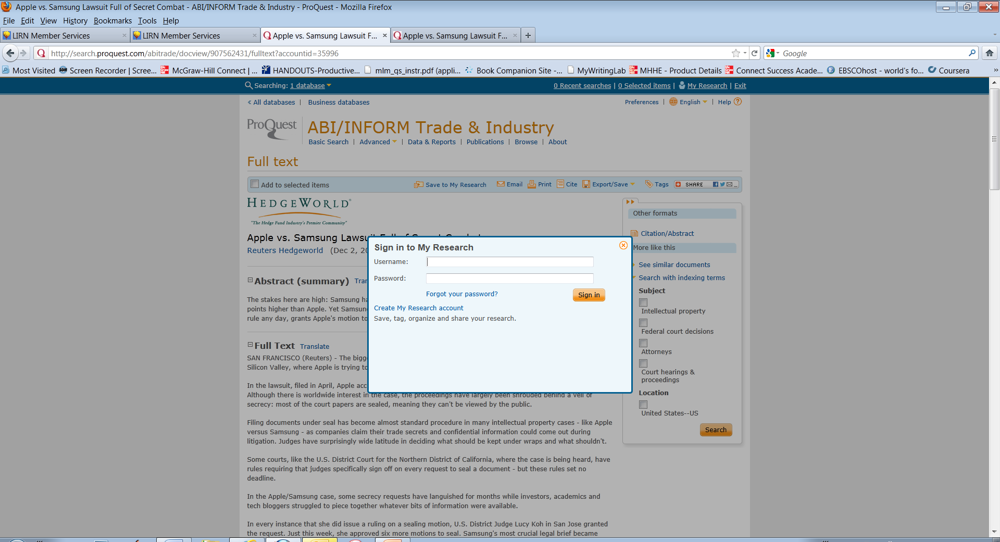 Apple vs. Samsung Lawsuit Full of Secret Combat - ABI/INFORM Trade & Industry - ProQuest - Mozilla Firefox
File Edit View History Bookmarks Tools Help
LIRN Member Services
LIRN Member Services
Apple vs. Samsung Lawsuit F...
Apple vs. Samsung Lawsuit F...
http://search.proquest.com/abitrade/docview/907562431/fulltext?accountid=35996
Google
Most Visited Screen Recorder | Scree... McGraw-Hill Connect | ... HANDOUTS-Productive... mlm_qs_instr.pdf (appli... Book Companion Site -... MyWritingLab MHHE - Product Details Connect Success Acade... EBSCOhost - world's fo... Coursera »
Searching: 1 database
0 Recent searches | 0 Selected items | My Research | Exit
« All databases | Business databases
Preferences | English | Help ?
ProQuest
ABI/INFORM Trade & Industry
Basic Search | Advanced | Data & Reports | Publications | Browse | About
Full text
Add to selected items
Save to My Research Email Print Cite Export/Save Tags SHARE ...
HEDGEWORLD®
"The Hedge Fund Industry's Premier Community"
Apple vs. Samsung Lawsuit Full of Secret Combat
Reuters Hedgeworld (Dec 2, 20
Abstract (summary) Tran
The stakes here are high: Samsung ha
points higher than Apple. Yet Samsung
rule any day, grants Apple's motion to
Full Text Translate
SAN FRANCISCO (Reuters) - The bigge
Silicon Valley, where Apple is trying to
In the lawsuit, filed in April, Apple acc
Although there is worldwide interest in the case, the proceedings have largely been shrouded behind a veil of
secrecy: most of the court papers are sealed, meaning they can't be viewed by the public.
Filing documents under seal has become almost standard procedure in many intellectual property cases - like Apple
versus Samsung - as companies claim their trade secrets and confidential information could come out during
litigation. Judges have surprisingly wide latitude in deciding what should be kept under wraps and what shouldn't.
Some courts, like the U.S. District Court for the Northern District of California, where the case is being heard, have
rules requiring that judges specifically sign off on every request to seal a document - but these rules set no
deadline.
In the Apple/Samsung case, some secrecy requests have languished for months while investors, academics and
tech bloggers struggled to piece together whatever bits of information were available.
In every instance that she did issue a ruling on a sealing motion, U.S. District Judge Lucy Koh in San Jose granted
the request. Just this week, she approved six more motions to seal. Samsung's most crucial legal brief became
Sign in to My Research
Username:
Password:
Forgot your password?
Sign in
Create My Research account
Save, tag, organize and share your research.
Other formats
Citation/Abstract
More like this
See similar documents
Search with indexing terms
Subject
Intellectual property
Federal court decisions
Attorneys
Court hearings &
proceedings
Location
United States--US
Search